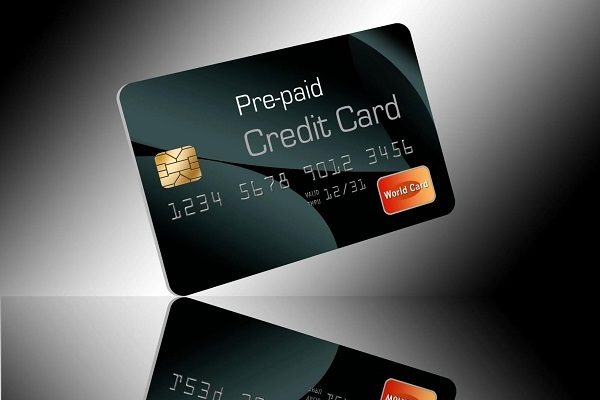 Pre-paid
Credit Card
1234 5678 9012 3456
VALID THRU 12/31
World Card